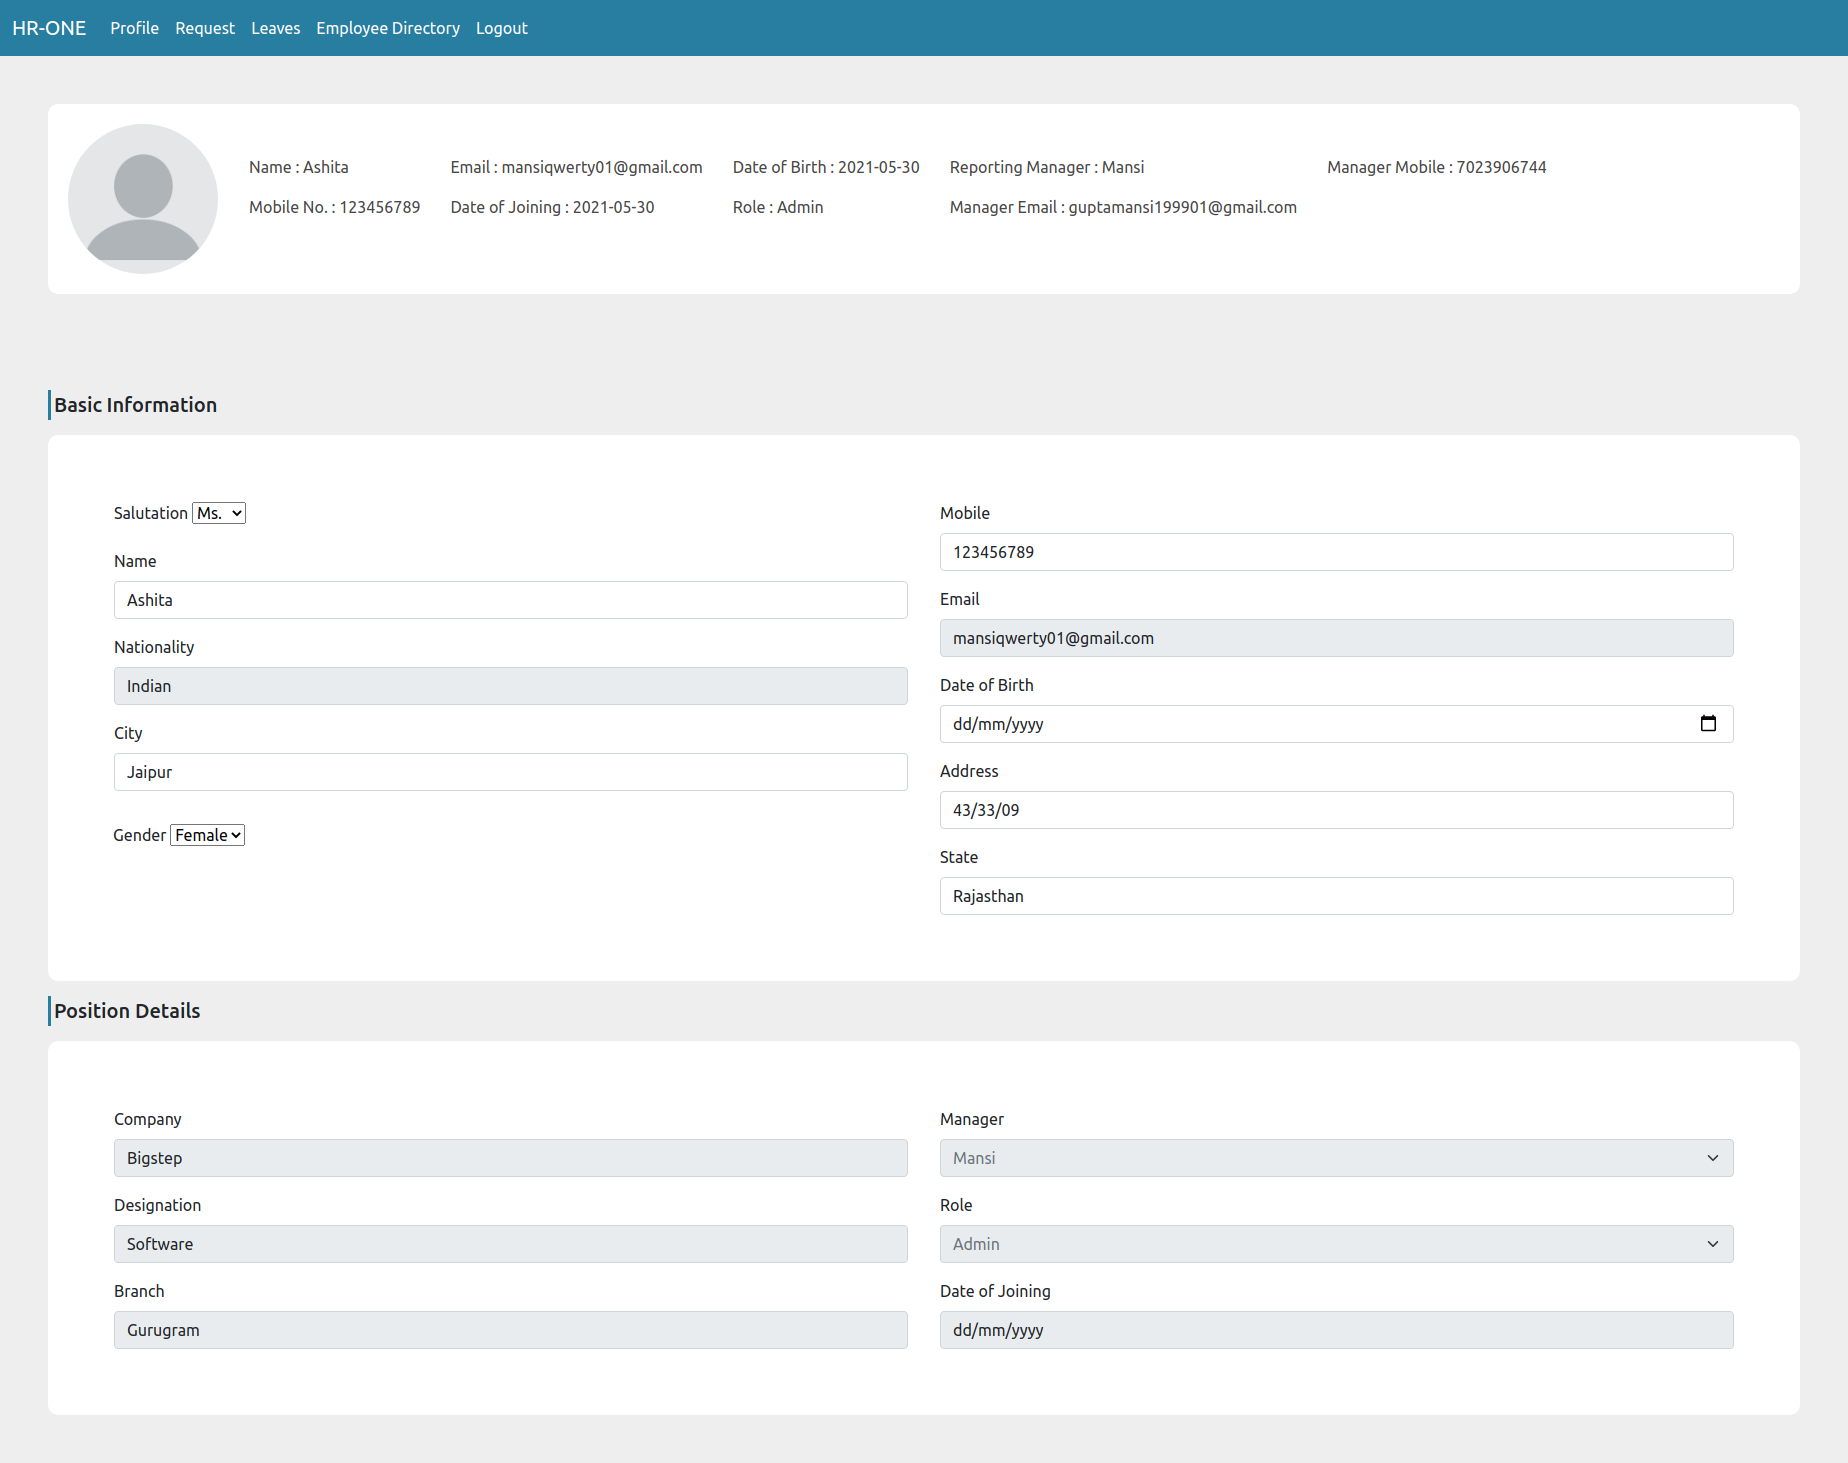 HR-ONE Profile Request Leaves Employee Directory Logout
Name : Ashita Email : mansiqwerty01@gmail.com Date of Birth : 2021-05-30 Reporting Manager : Mansi Manager Mobile : 7023906744
Mobile No. : 123456789 Date of Joining : 2021-05-30 Role : Admin Manager Email : guptamansi199901@gmail.com
Basic Information
Salutation Ms.
Name
Ashita
Nationality
Indian
City
Jaipur
Gender Female
Mobile
123456789
Email
mansiqwerty01@gmail.com
Date of Birth
dd/mm/yyyy
Address
43/33/09
State
Rajasthan
Position Details
Company
Bigstep
Designation
Software
Branch
Gurugram
Manager
Mansi
Role
Admin
Date of Joining
dd/mm/yyyy